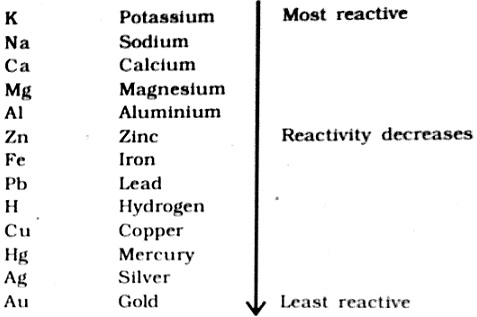 K Potassium Most reactive
Na Sodium
Ca Calcium
Mg Magnesium
Al Aluminium
Zn Zinc Reactivity decreases
Fe Iron
Pb Lead
H Hydrogen
Cu Copper
Hg Mercury
Ag Silver
Au Gold Least reactive